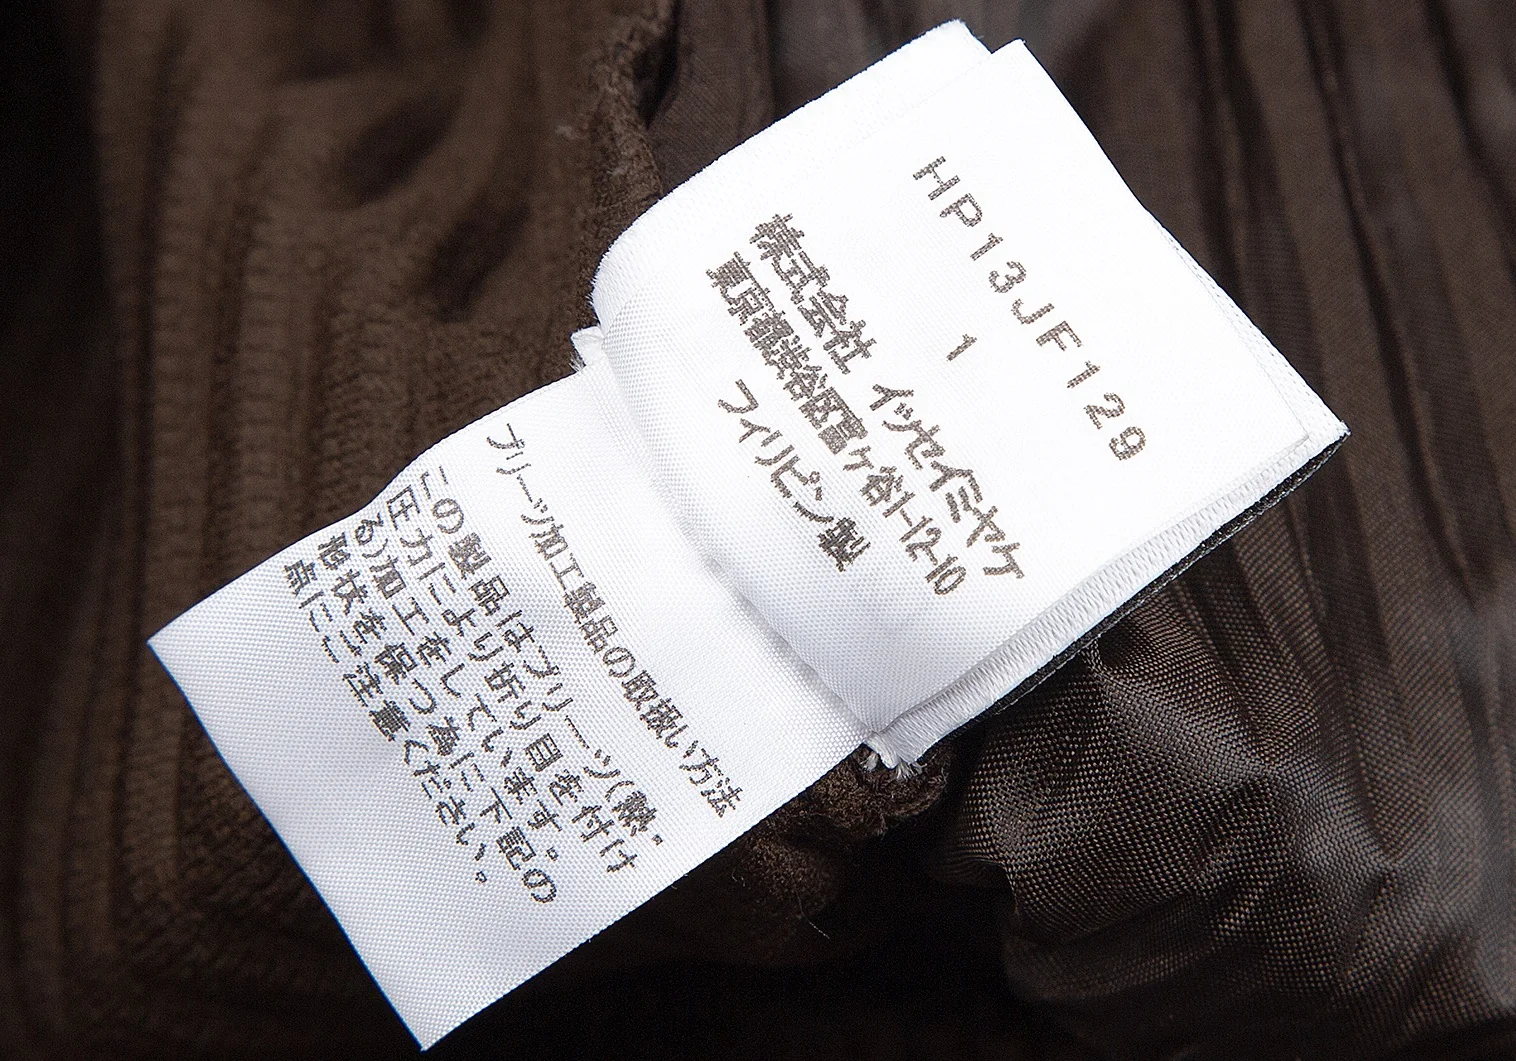 HP13JF129
1
株式会社 イッセイミヤケ
東京都渋谷区富ヶ谷1-12-10
フィリピン製
プリーツ加工製品の取扱い方法
この製品はプリーツ(熱・
圧力により折り目を付け
る)加工をしています。
形状を保つ為に下記の
点にご注意ください。